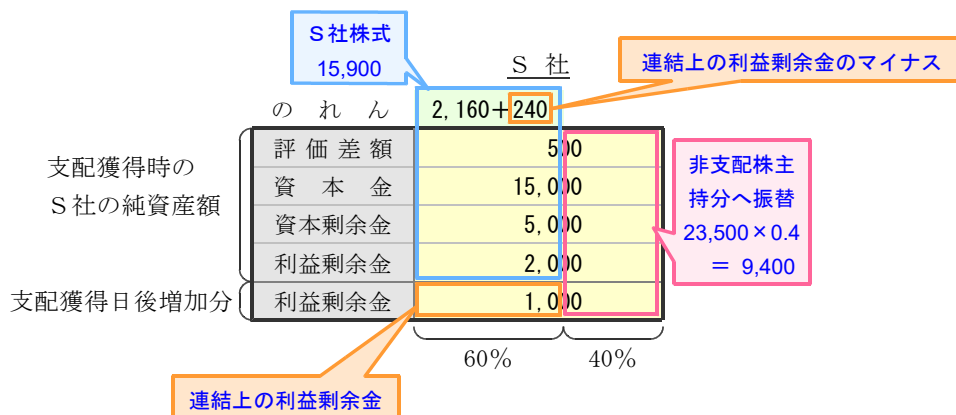 S社株式
15,900
S 社
連結上の利益剰余金のマイナス
の れ ん 2,160+240
支配獲得時の
S社の純資産額
評価差額 500
資 本 金 15,000
資本剰余金 5,000
利益剰余金 2,000
支配獲得日後増加分 利益剰余金 1,000
非支配株主
持分へ振替
23,500×0.4
= 9,400
60% 40%
連結上の利益剰余金